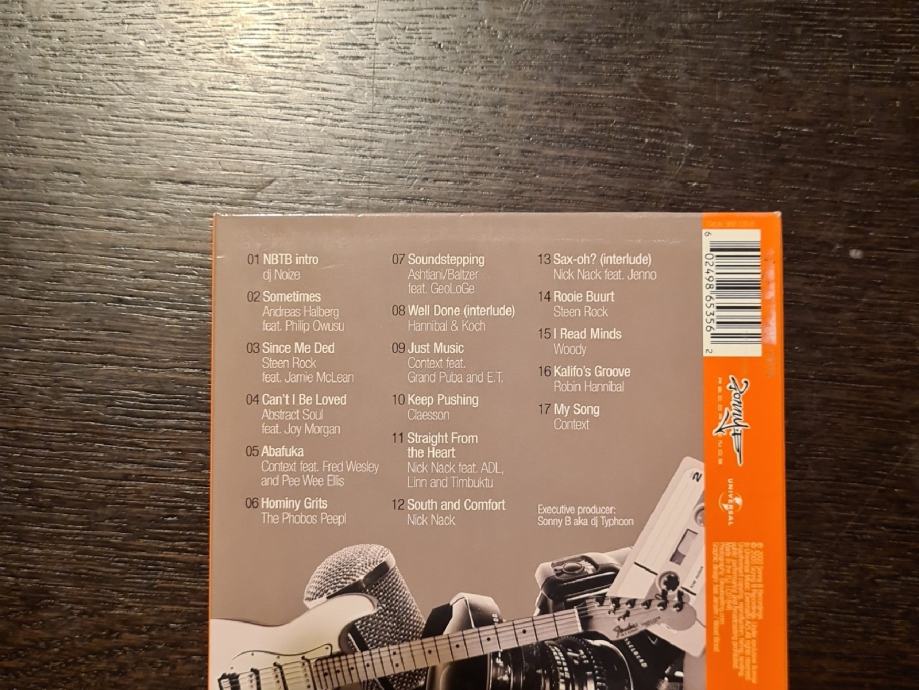 01 NBTB intro
dj Noize
02 Sometimes
Andreas Halberg
feat. Philip Owusu
03 Since Me Ded
Steen Rock
feat. Jamie McLean
04 Can't I Be Loved
Abstract Soul
feat. Joy Morgan
05 Abafuka
Context feat. Fred Wesley
and Pee Wee Ellis
06 Hominy Grits
The Phobos Peepl
07 Soundstepping
Ashtiani/Baltzer
feat. GeoLoGe
08 Well Done (interlude)
Hannibal & Koch
09 Just Music
Context feat.
Grand Puba and E.T.
10 Keep Pushing
Claesson
11 Straight From
the Heart
Nick Nack feat. ADL,
Linn and Timbuktu
12 South and Comfort
Nick Nack
13 Sax-oh? (interlude)
Nick Nack feat. Jenno
14 Rooie Buurt
Steen Rock
15 I Read Minds
Woody
16 Kalifo's Groove
Robin Hannibal
17 My Song
Context
Executive producer:
Sonny B aka dj Typhoon
6 02498 65356 2
UNIVERSAL
2
Fender